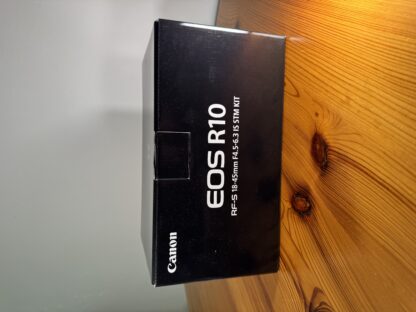 Canon
EOS R10
RF-S 18-45mm F4.5-6.3 IS STM KIT